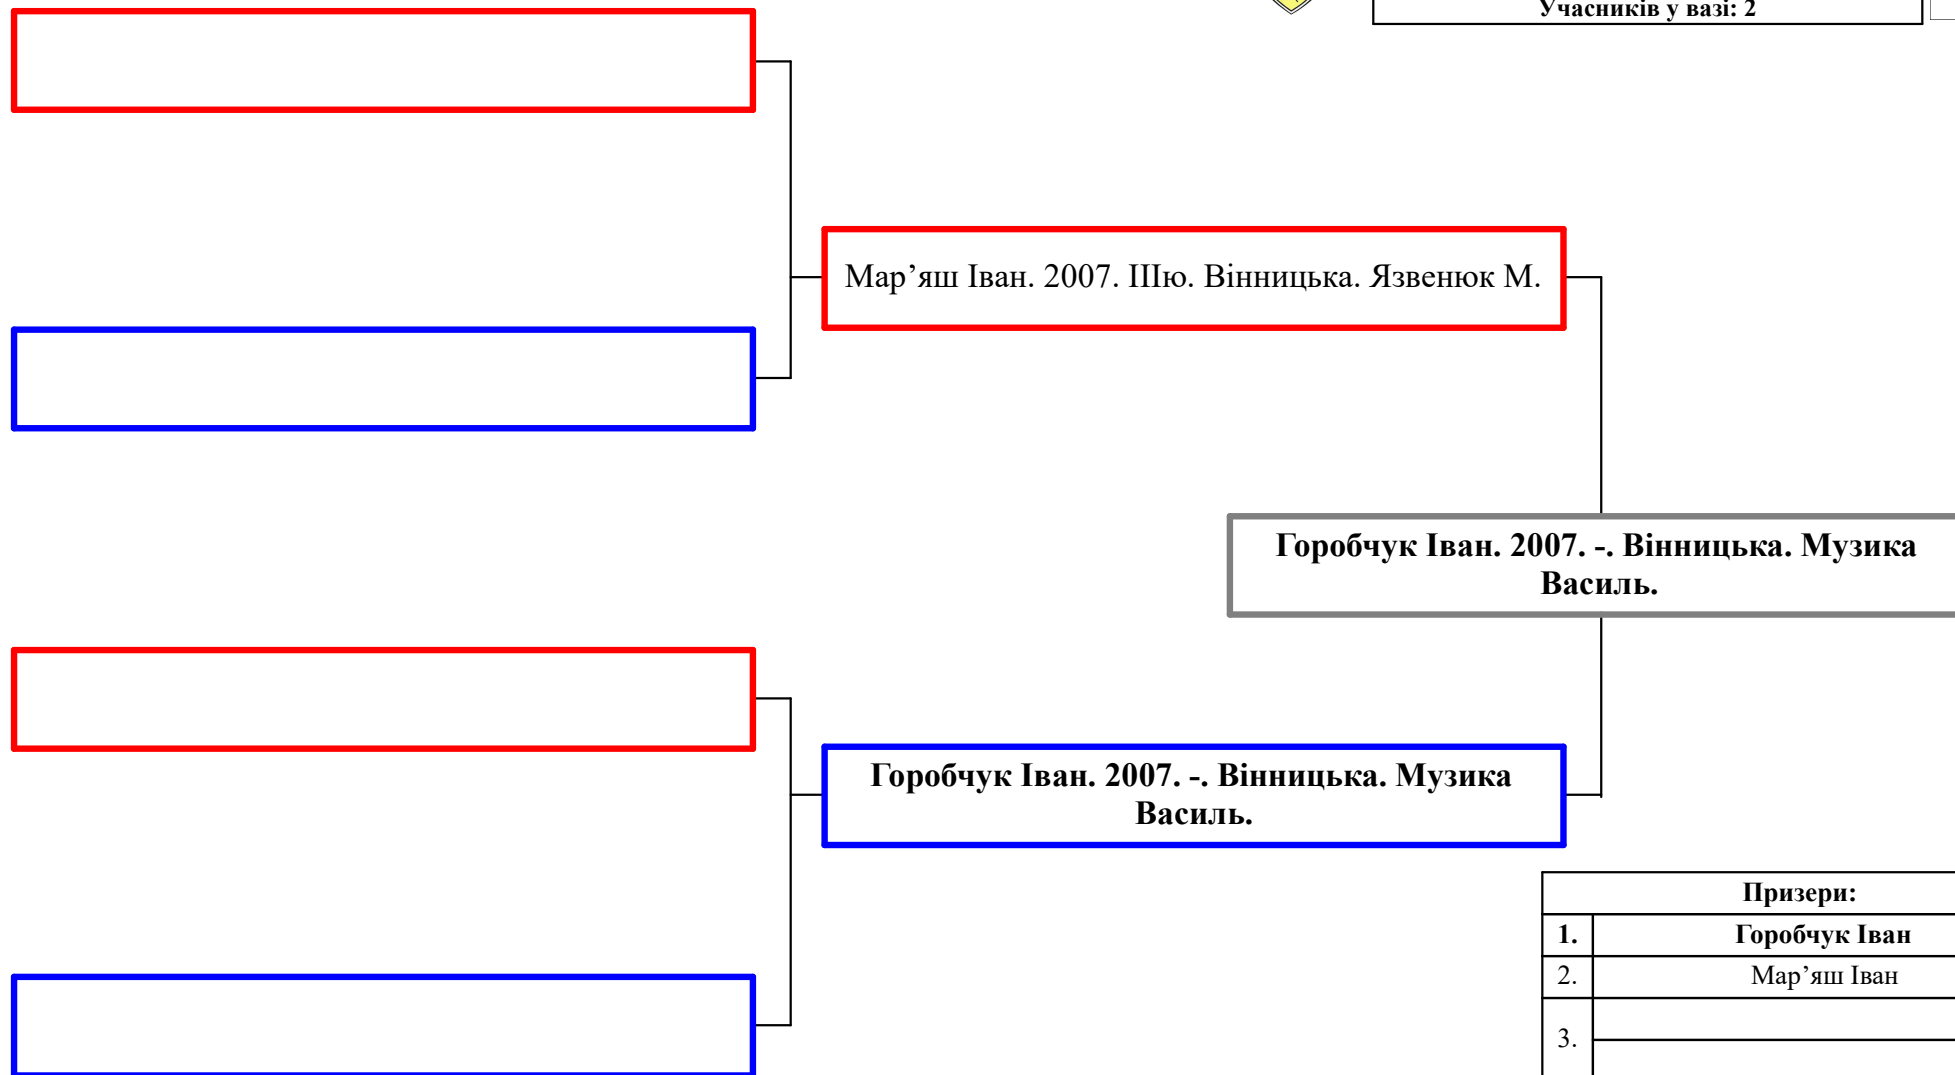 Учасників у вазі: 2
Мар’яш Іван. 2007. ІІІю. Вінницька. Язвенюк М.
Горобчук Іван. 2007. -. Вінницька. Музика
Василь.
Горобчук Іван. 2007. -. Вінницька. Музика
Василь.
Призери:
1. Горобчук Іван
2. Мар’яш Іван
3.